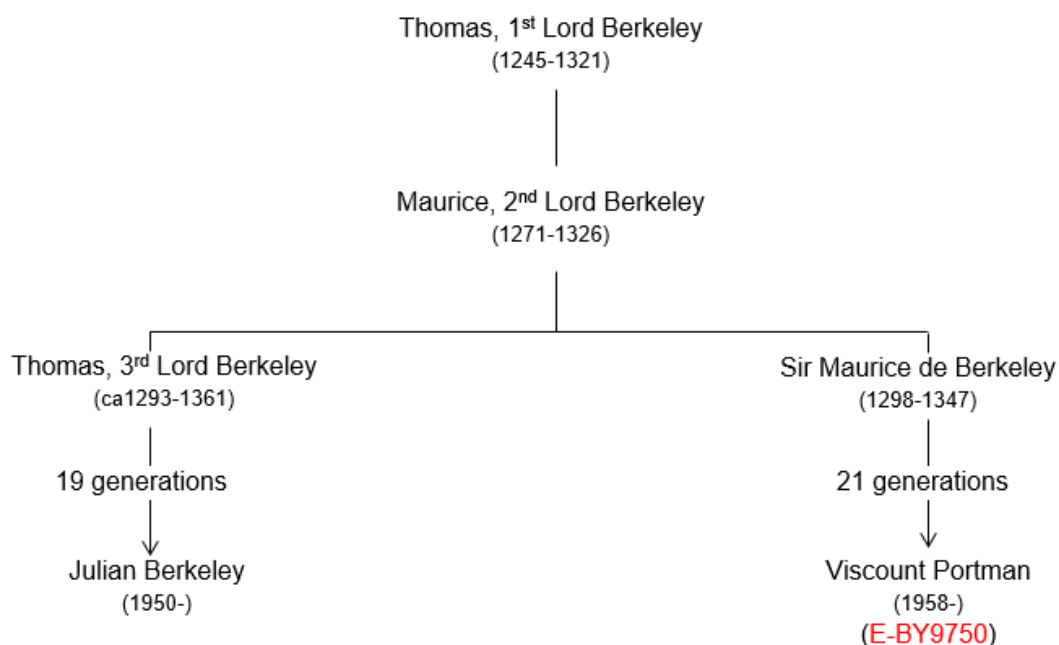 Thomas, 1st Lord Berkeley
(1245-1321)
Maurice, 2nd Lord Berkeley
(1271-1326)
Thomas, 3rd Lord Berkeley
(ca1293-1361)
Sir Maurice de Berkeley
(1298-1347)
19 generations
21 generations
Julian Berkeley
(1950-)
Viscount Portman
(1958-)
(E-BY9750)